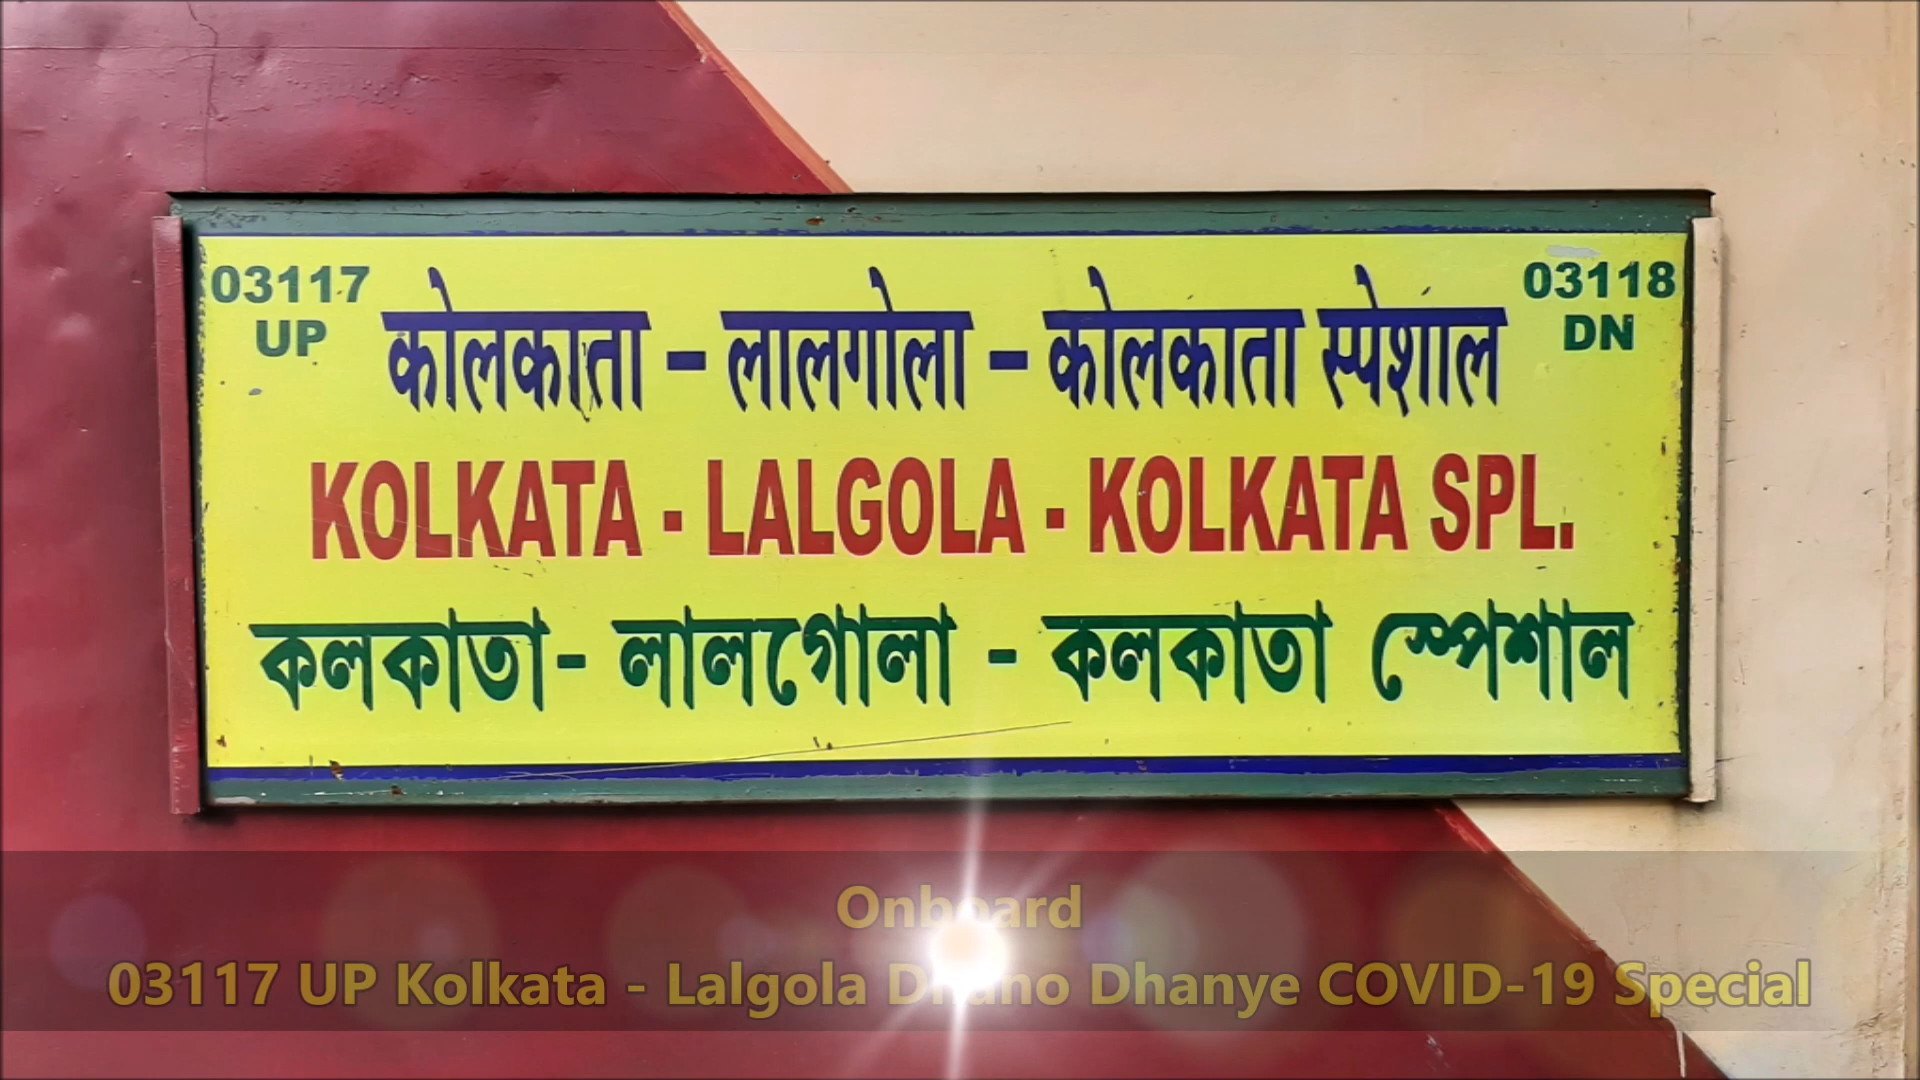 03117
UP
03118
DN
कोलकाता – लालगोला – कोलकाता स्पेशाल
KOLKATA - LALGOLA - KOLKATA SPL.
কলকাতা- লালগোলা - কলকাতা স্পেশাল
Onboard
03117 UP Kolkata - Lalgola Dhano Dhanye COVID-19 Special